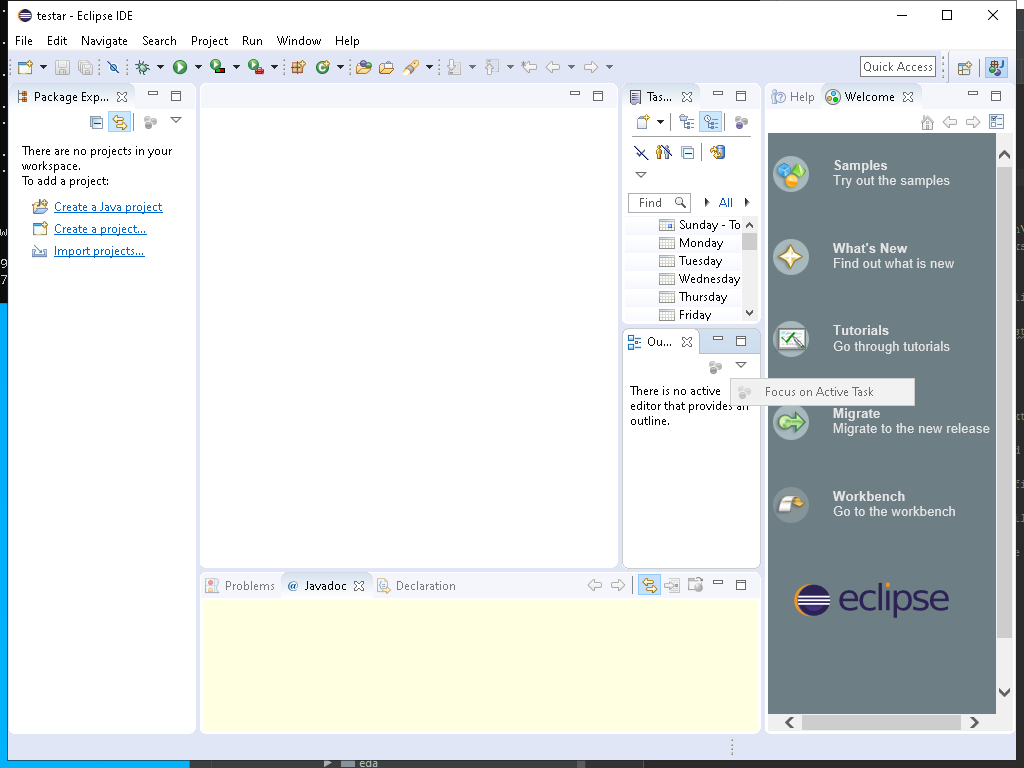 testar - Eclipse IDE
File Edit Navigate Search Project Run Window Help
Quick Access
Package Exp...
There are no projects in your
workspace.
To add a project:
Create a Java project
Create a project...
Import projects...
Tas...
Find
All
Sunday - To
Monday
Tuesday
Wednesday
Thursday
Friday
Ou...
There is no active
editor that provides an
outline.
Focus on Active Task
Help Welcome
Samples
Try out the samples
What's New
Find out what is new
Tutorials
Go through tutorials
Migrate
Migrate to the new release
Workbench
Go to the workbench
eclipse
Problems @ Javadoc Declaration
eda